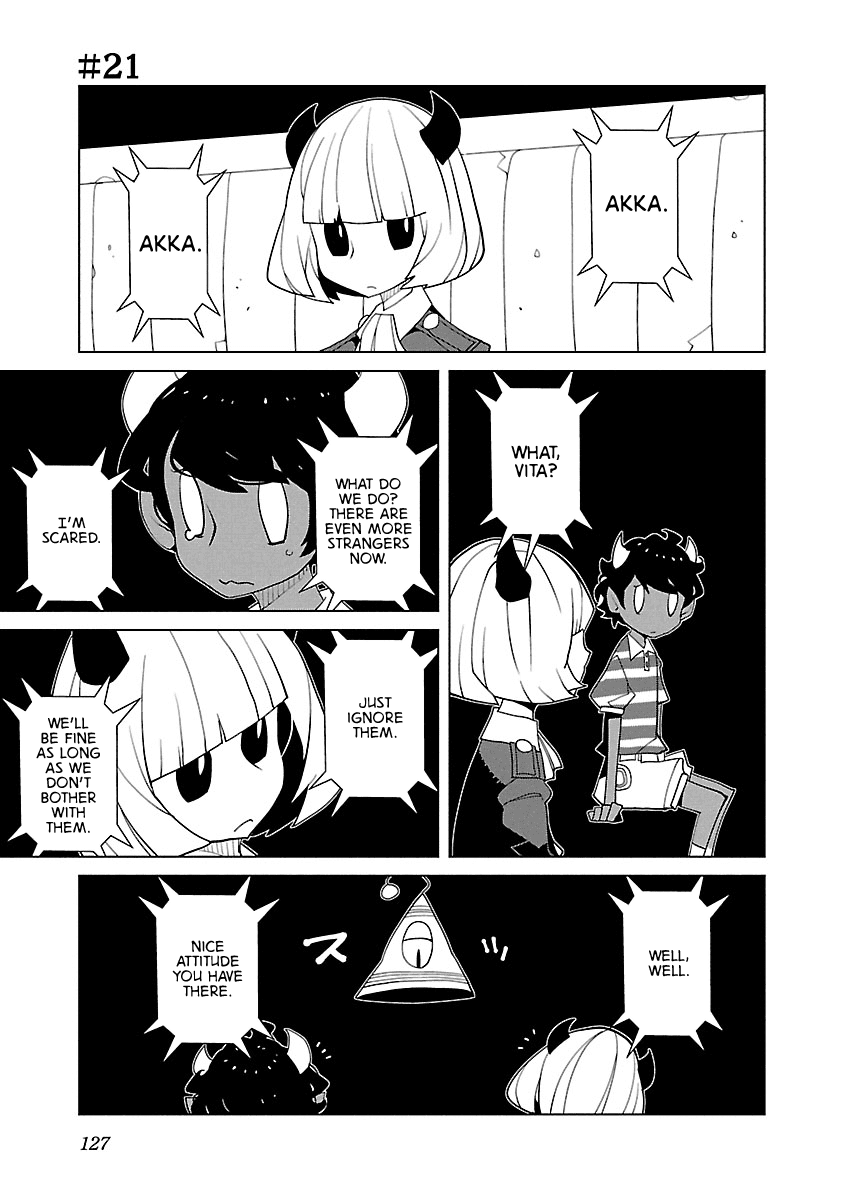 #21
AKKA.
AKKA.
WHAT,
VITA?
WHAT DO
WE DO?
THERE ARE
EVEN MORE
STRANGERS
NOW.
I'M
SCARED.
JUST
IGNORE
THEM.
WE'LL
BE FINE
AS LONG
AS WE
DON'T
BOTHER
WITH
THEM.
WELL,
WELL.
ス
NICE
ATTITUDE
YOU HAVE
THERE.
127